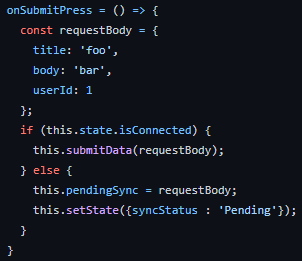 onSubmitPress = () => {
  const requestBody = {
    title: 'foo',
    body: 'bar',
    userId: 1
  };
  if (this.state.isConnected) {
    this.submitData(requestBody);
  } else {
    this.pendingSync = requestBody;
    this.setState({syncStatus : 'Pending'});
  }
}